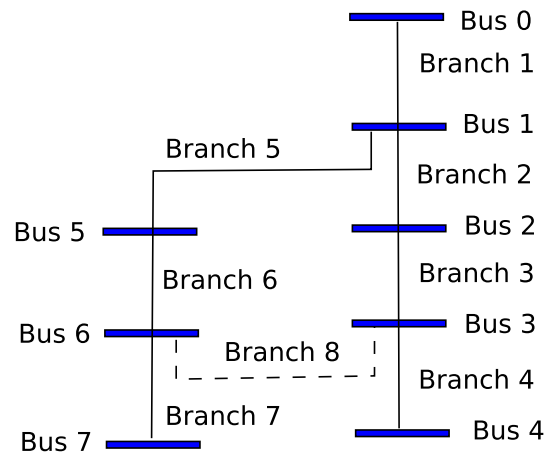 Bus 0
Branch 1
Bus 1
Branch 5
Branch 2
Bus 5
Bus 2
Branch 6
Branch 3
Bus 6
Bus 3
Branch 8
Branch 4
Branch 7
Bus 7
Bus 4